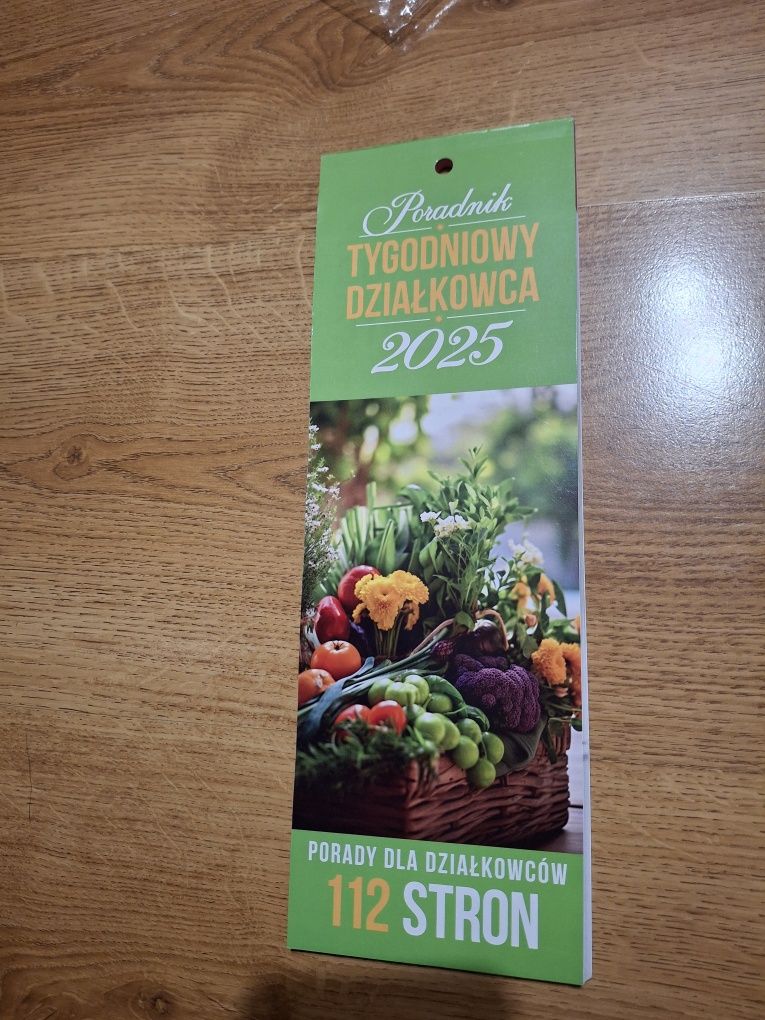 Poradnik
TYGODNIOWY
DZIAŁKOWCA
2025
PORADY DLA DZIAŁKOWCÓW
112 STRON